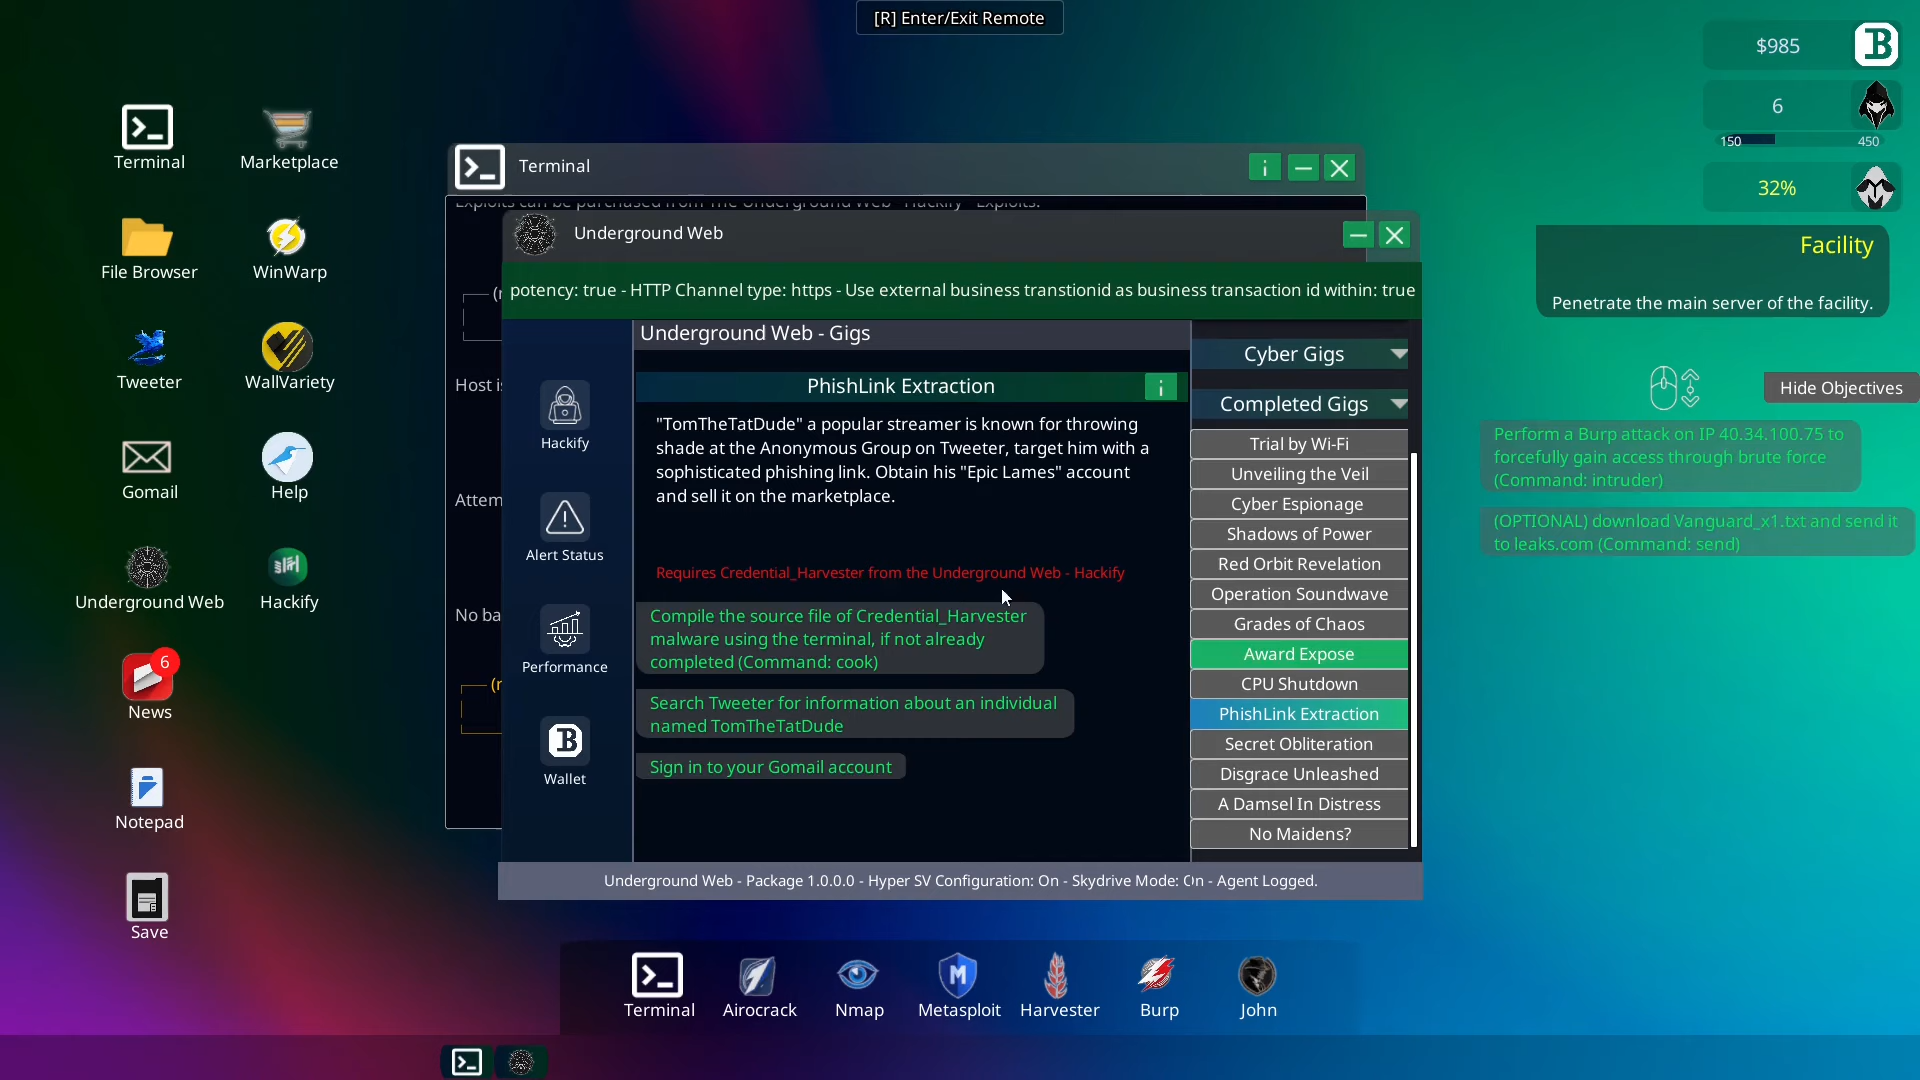 [R] Enter/Exit Remote
$985
6
150
450
32%
Facility
Penetrate the main server of the facility.
Hide Objectives
Perform a Burp attack on IP 40.34.100.75 to
forcefully gain access through brute force
(Command: intruder)
(OPTIONAL) download Vanguard_x1.txt and send it
to leaks.com (Command: send)
Terminal
Marketplace
File Browser
WinWarp
Tweeter
WallVariety
Gomail
Help
Underground Web
Hackify
6
News
Notepad
Save
Terminal
i
Exploits can be purchased from The Underground Web - Hackify - Exploits.
Host is
Attem
No ba
Underground Web
potency: true - HTTP Channel type: https - Use external business transtionid as business transaction id within: true
Hackify
Alert Status
Performance
Wallet
Underground Web - Gigs
PhishLink Extraction
i
"TomTheTatDude" a popular streamer is known for throwing
shade at the Anonymous Group on Tweeter, target him with a
sophisticated phishing link. Obtain his "Epic Lames" account
and sell it on the marketplace.
Requires Credential_Harvester from the Underground Web - Hackify
Compile the source file of Credential_Harvester
malware using the terminal, if not already
completed (Command: cook)
Search Tweeter for information about an individual
named TomTheTatDude
Sign in to your Gomail account
Cyber Gigs
Completed Gigs
Trial by Wi-Fi
Unveiling the Veil
Cyber Espionage
Shadows of Power
Red Orbit Revelation
Operation Soundwave
Grades of Chaos
Award Expose
CPU Shutdown
PhishLink Extraction
Secret Obliteration
Disgrace Unleashed
A Damsel In Distress
No Maidens?
Underground Web - Package 1.0.0.0 - Hyper SV Configuration: On - Skydrive Mode: On - Agent Logged.
Terminal
Airocrack
Nmap
Metasploit
Harvester
Burp
John